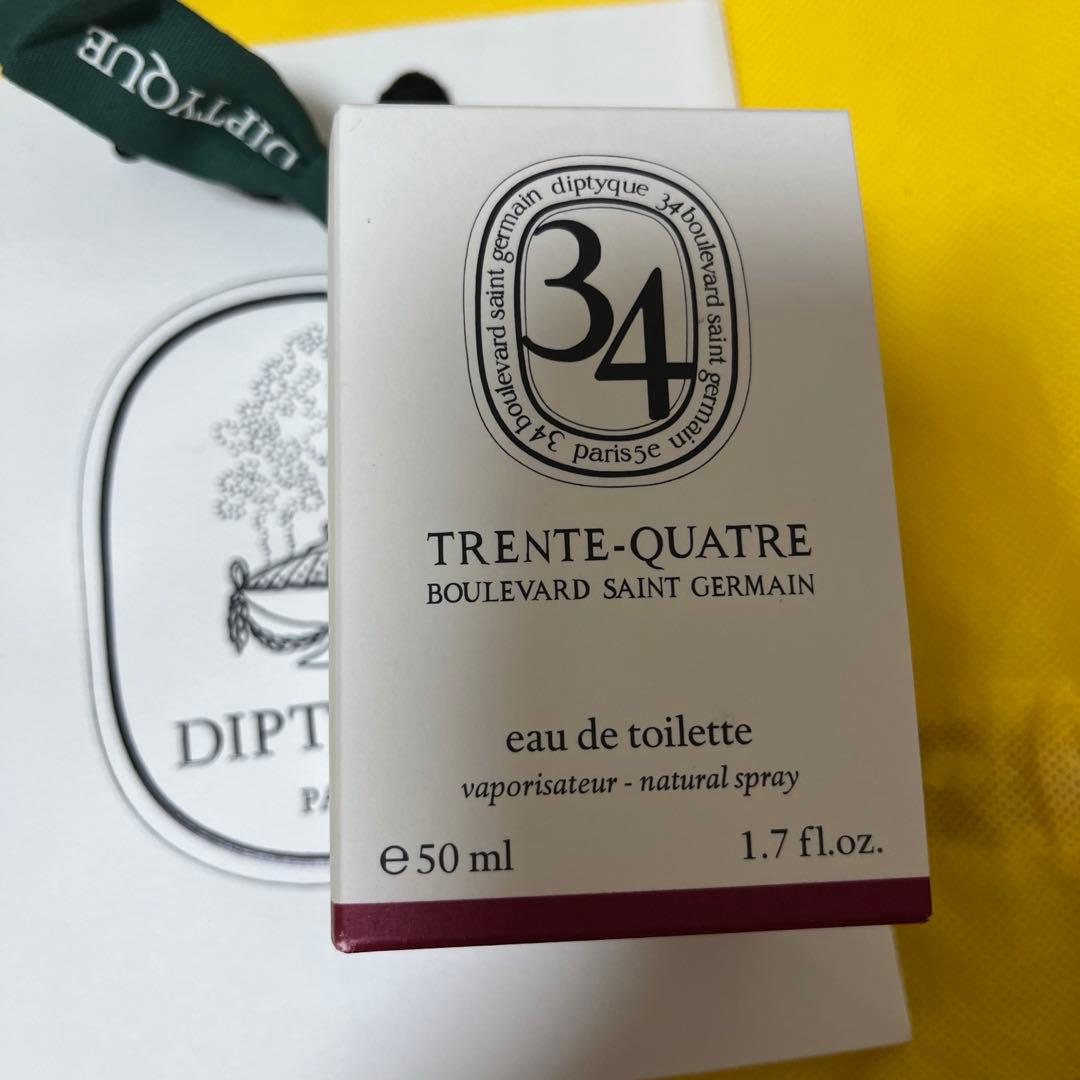 DIPTYQUE
diptyque 34 boulevard saint germain paris5e 34 boulevard saint germain
34
TRENTE-QUATRE
BOULEVARD SAINT GERMAIN
eau de toilette
vaporisateur - natural spray
℮ 50 ml
1.7 fl.oz.
DIPT
PA